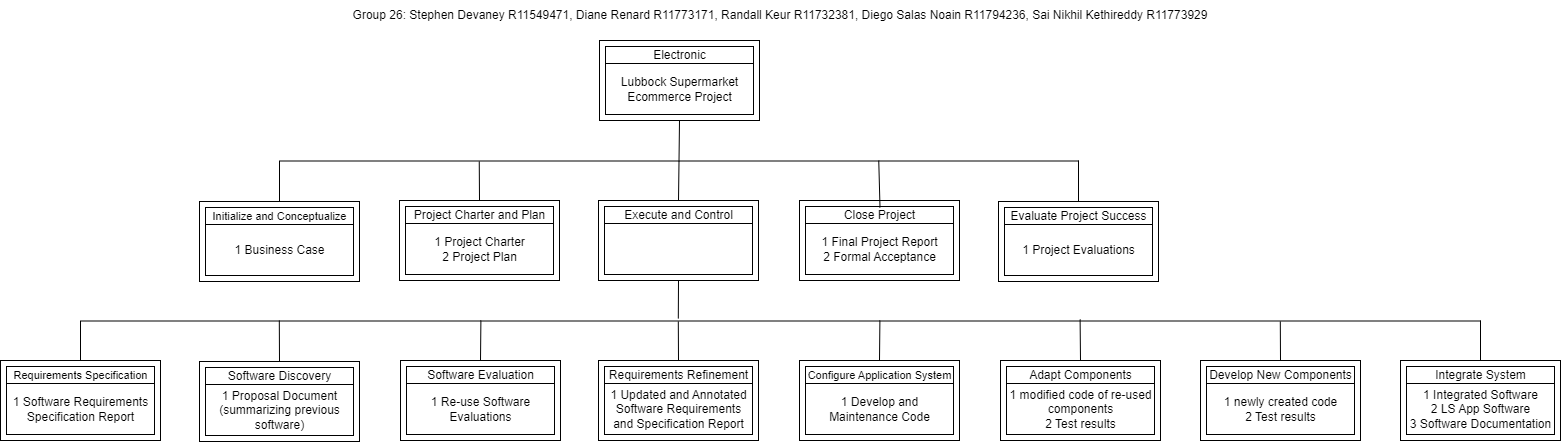 Group 26: Stephen Devaney R11549471, Diane Renard R11773171, Randall Keur R11732381, Diego Salas Noain R11794236, Sai Nikhil Kethireddy R11773929
Electronic
Lubbock Supermarket
Ecommerce Project
Initialize and Conceptualize
1 Business Case
Project Charter and Plan
1 Project Charter
2 Project Plan
Execute and Control
Close Project
1 Final Project Report
2 Formal Acceptance
Evaluate Project Success
1 Project Evaluations
Requirements Specification
1 Software Requirements
Specification Report
Software Discovery
1 Proposal Document
(summarizing previous
software)
Software Evaluation
1 Re-use Software
Evaluations
Requirements Refinement
1 Updated and Annotated
Software Requirements
and Specification Report
Configure Application System
1 Develop and
Maintenance Code
Adapt Components
1 modified code of re-used
components
2 Test results
Develop New Components
1 newly created code
2 Test results
Integrate System
1 Integrated Software
2 LS App Software
3 Software Documentation